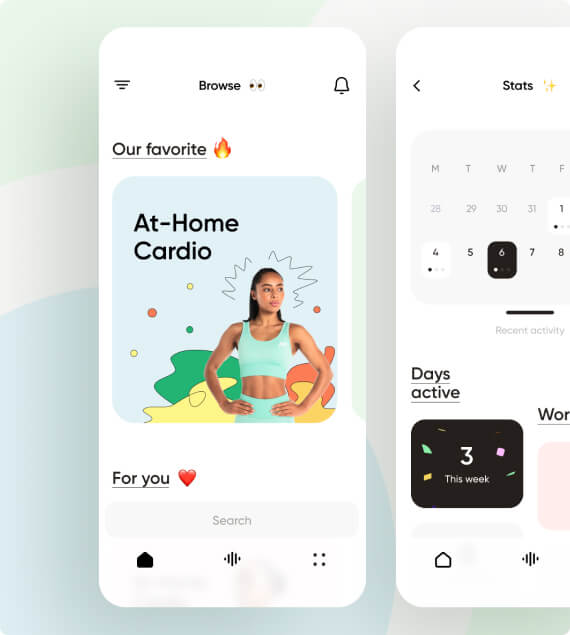 Browse 👀
Our favorite 🔥
At-Home
Cardio
For you ❤️
Search
Stats ✨
M T W T F
28 29 30 31 1
4 5 6 7 8
Recent activity
Days
active
3
This week
Wor